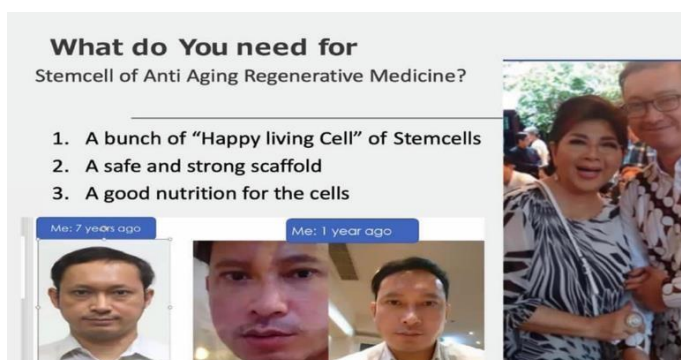 What do You need for
Stemcell of Anti Aging Regenerative Medicine?
1. A bunch of “Happy living Cell” of Stemcells
2. A safe and strong scaffold
3. A good nutrition for the cells
Me: 7 years ago
Me: 1 year ago